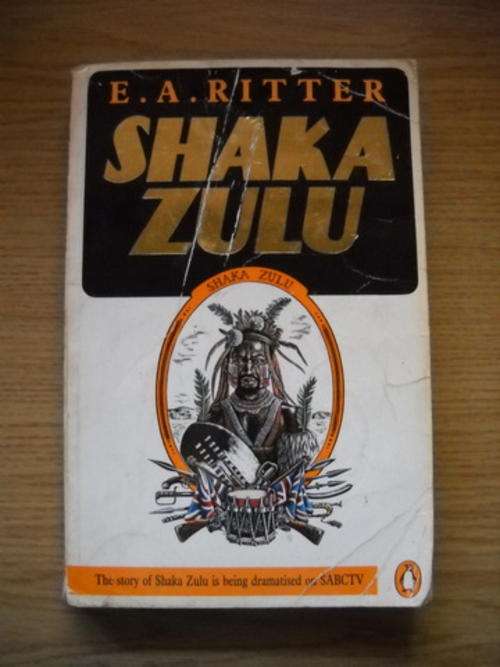 E.A.RITTER
SHAKA
ZULU
SHAKA ZULU
The story of Shaka Zulu is being dramatised on SABCTV